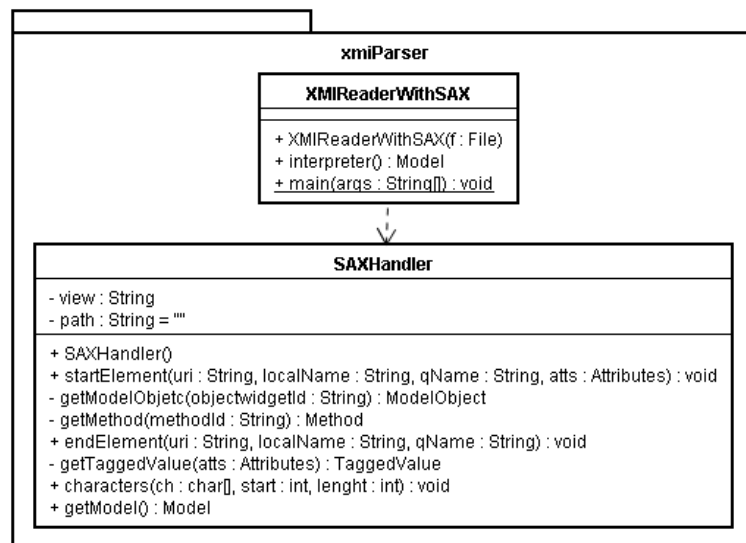 xmiParser
XMIReaderWithSAX
+ XMIReaderWithSAX(f : File)
+ interpreter() : Model
+ main(args : String[]) : void
SAXHandler
- view : String
- path : String = ""
+ SAXHandler()
+ startElement(uri : String, localName : String, qName : String, atts : Attributes) : void
- getModelObjetc(objectwidgetId : String) : ModelObject
- getMethod(methodId : String) : Method
+ endElement(uri : String, localName : String, qName : String) : void
- getTaggedValue(atts : Attributes) : TaggedValue
+ characters(ch : char[], start : int, lenght : int) : void
+ getModel() : Model